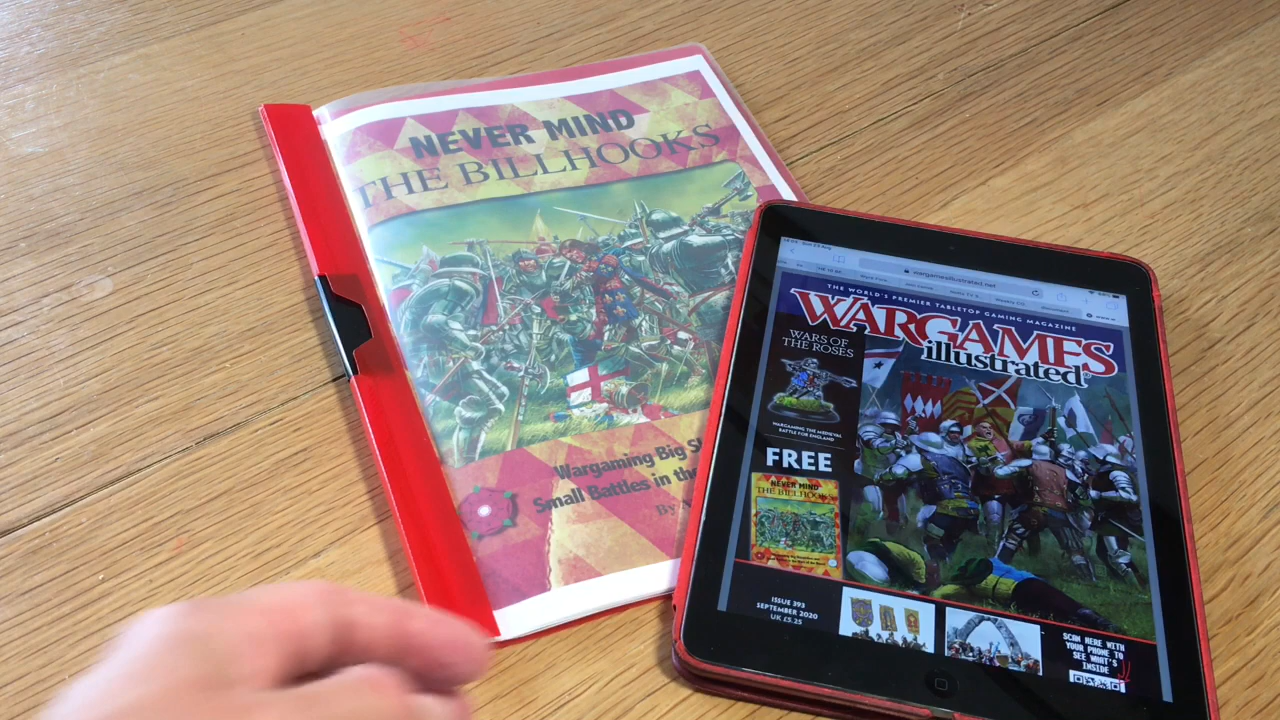 NEVER MIND
THE BILLHOOKS
Wargaming Big
Small Battles in the
By
wargamesillustrated.net
THE WORLD'S PREMIER TABLETOP GAMING MAGAZINE
WARGAMES
illustrated
WARS OF
THE ROSES
WARGAMING THE MEDIEVAL
BATTLE FOR ENGLAND
FREE
NEVER MIND
THE BILLHOOKS
ISSUE 393
SEPTEMBER 2020
UK £5.25
SCAN HERE WITH
YOUR PHONE TO
SEE WHAT'S
INSIDE